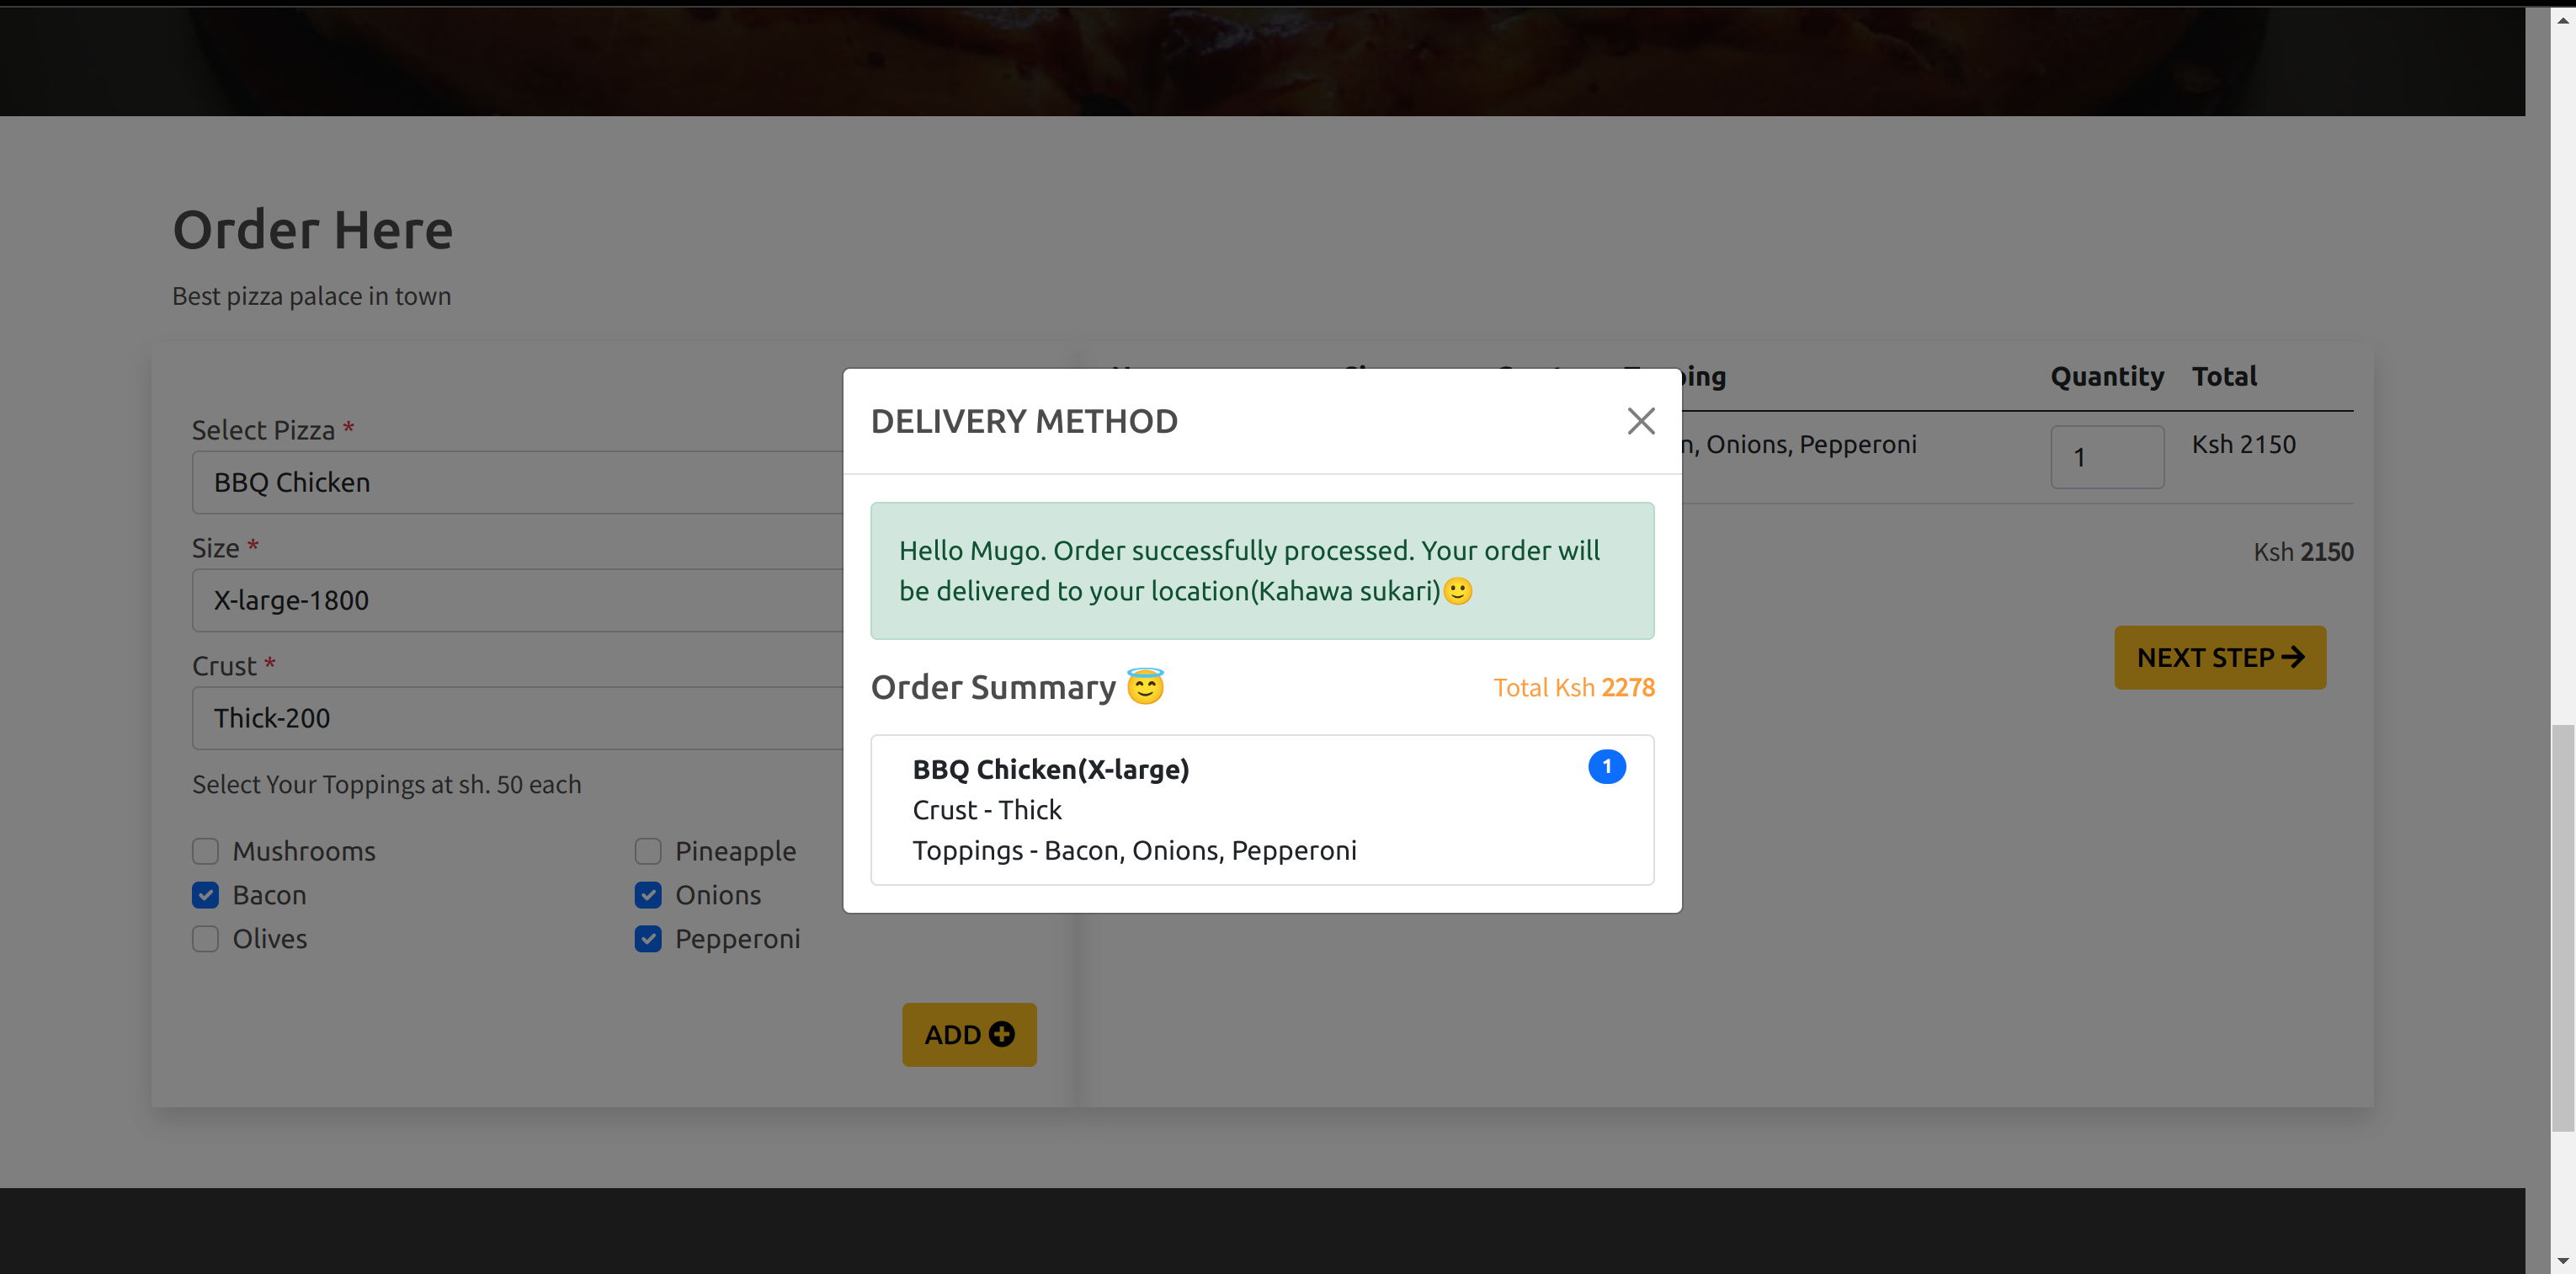 Order Here
Best pizza palace in town
Select Pizza *
BBQ Chicken
Size *
X-large-1800
Crust *
Thick-200
Select Your Toppings at sh. 50 each
Mushrooms
Pineapple
Bacon
Onions
Olives
Pepperoni
ADD
Quantity Total
Onions, Pepperoni
1
Ksh 2150
Ksh 2150
NEXT STEP
DELIVERY METHOD
Hello Mugo. Order successfully processed. Your order will
be delivered to your location(Kahawa sukari)🙂
Order Summary 😇
Total Ksh 2278
BBQ Chicken(X-large)
1
Crust - Thick
Toppings - Bacon, Onions, Pepperoni